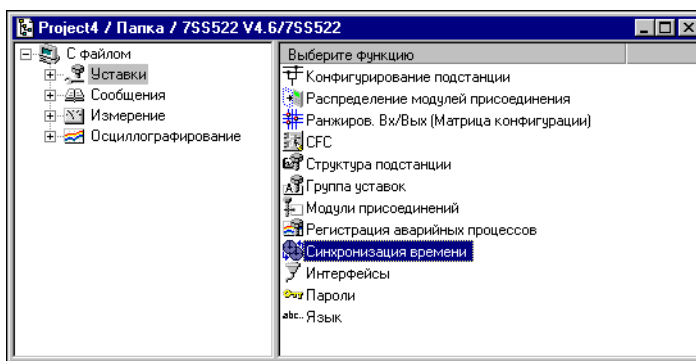 Project4 / Папка / 7SS522 V4.6/7SS522
С файлом
Уставки
Сообщения
Измерение
Осциллографирование
Выберите функцию
Конфигурирование подстанции
Распределение модулей присоединения
Ранжиров. Вх/Вых (Матрица конфигурации)
CFC
Структура подстанции
Группа уставок
Модули присоединений
Регистрация аварийных процессов
Синхронизация времени
Интерфейсы
Пароли
abc.. Язык